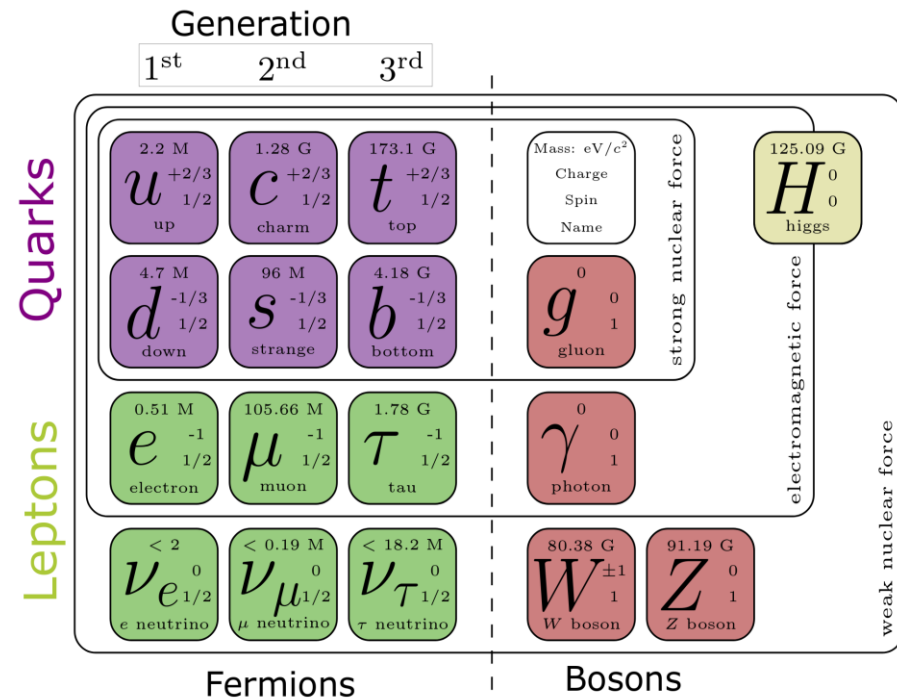 Generation
1st 2nd 3rd
Quarks
2.2 M
u +2/3
1/2
up
1.28 G
c +2/3
1/2
charm
173.1 G
t +2/3
1/2
top
Mass: eV/c²
Charge
Spin
Name
125.09 G
H 0
0
higgs
4.7 M
d -1/3
1/2
down
96 M
s -1/3
1/2
strange
4.18 G
b -1/3
1/2
bottom
0
g 0
1
gluon
strong nuclear force
electromagnetic force
weak nuclear force
Leptons
0.51 M
e -1
1/2
electron
105.66 M
μ -1
1/2
muon
1.78 G
τ -1
1/2
tau
0
γ 0
1
photon
< 2
νe 0
1/2
e neutrino
< 0.19 M
νμ 0
1/2
μ neutrino
< 18.2 M
ντ 0
1/2
τ neutrino
80.38 G
W ±1
1
W boson
91.19 G
Z 0
1
Z boson
Fermions
Bosons